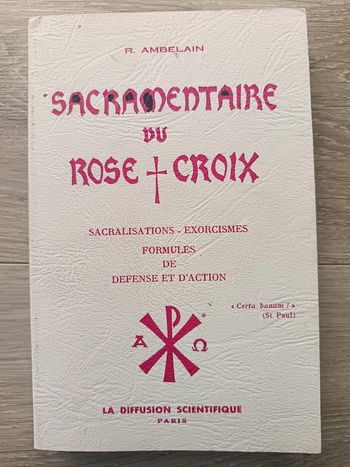 R. AMBELAIN
SACRAMENTAIRE
DU
ROSE † CROIX
SACRALISATIONS - EXORCISMES
FORMULES
DE
DEFENSE ET D'ACTION
« Certa bonam ! »
(St Paul)
Α Ω
LA DIFFUSION SCIENTIFIQUE
PARIS